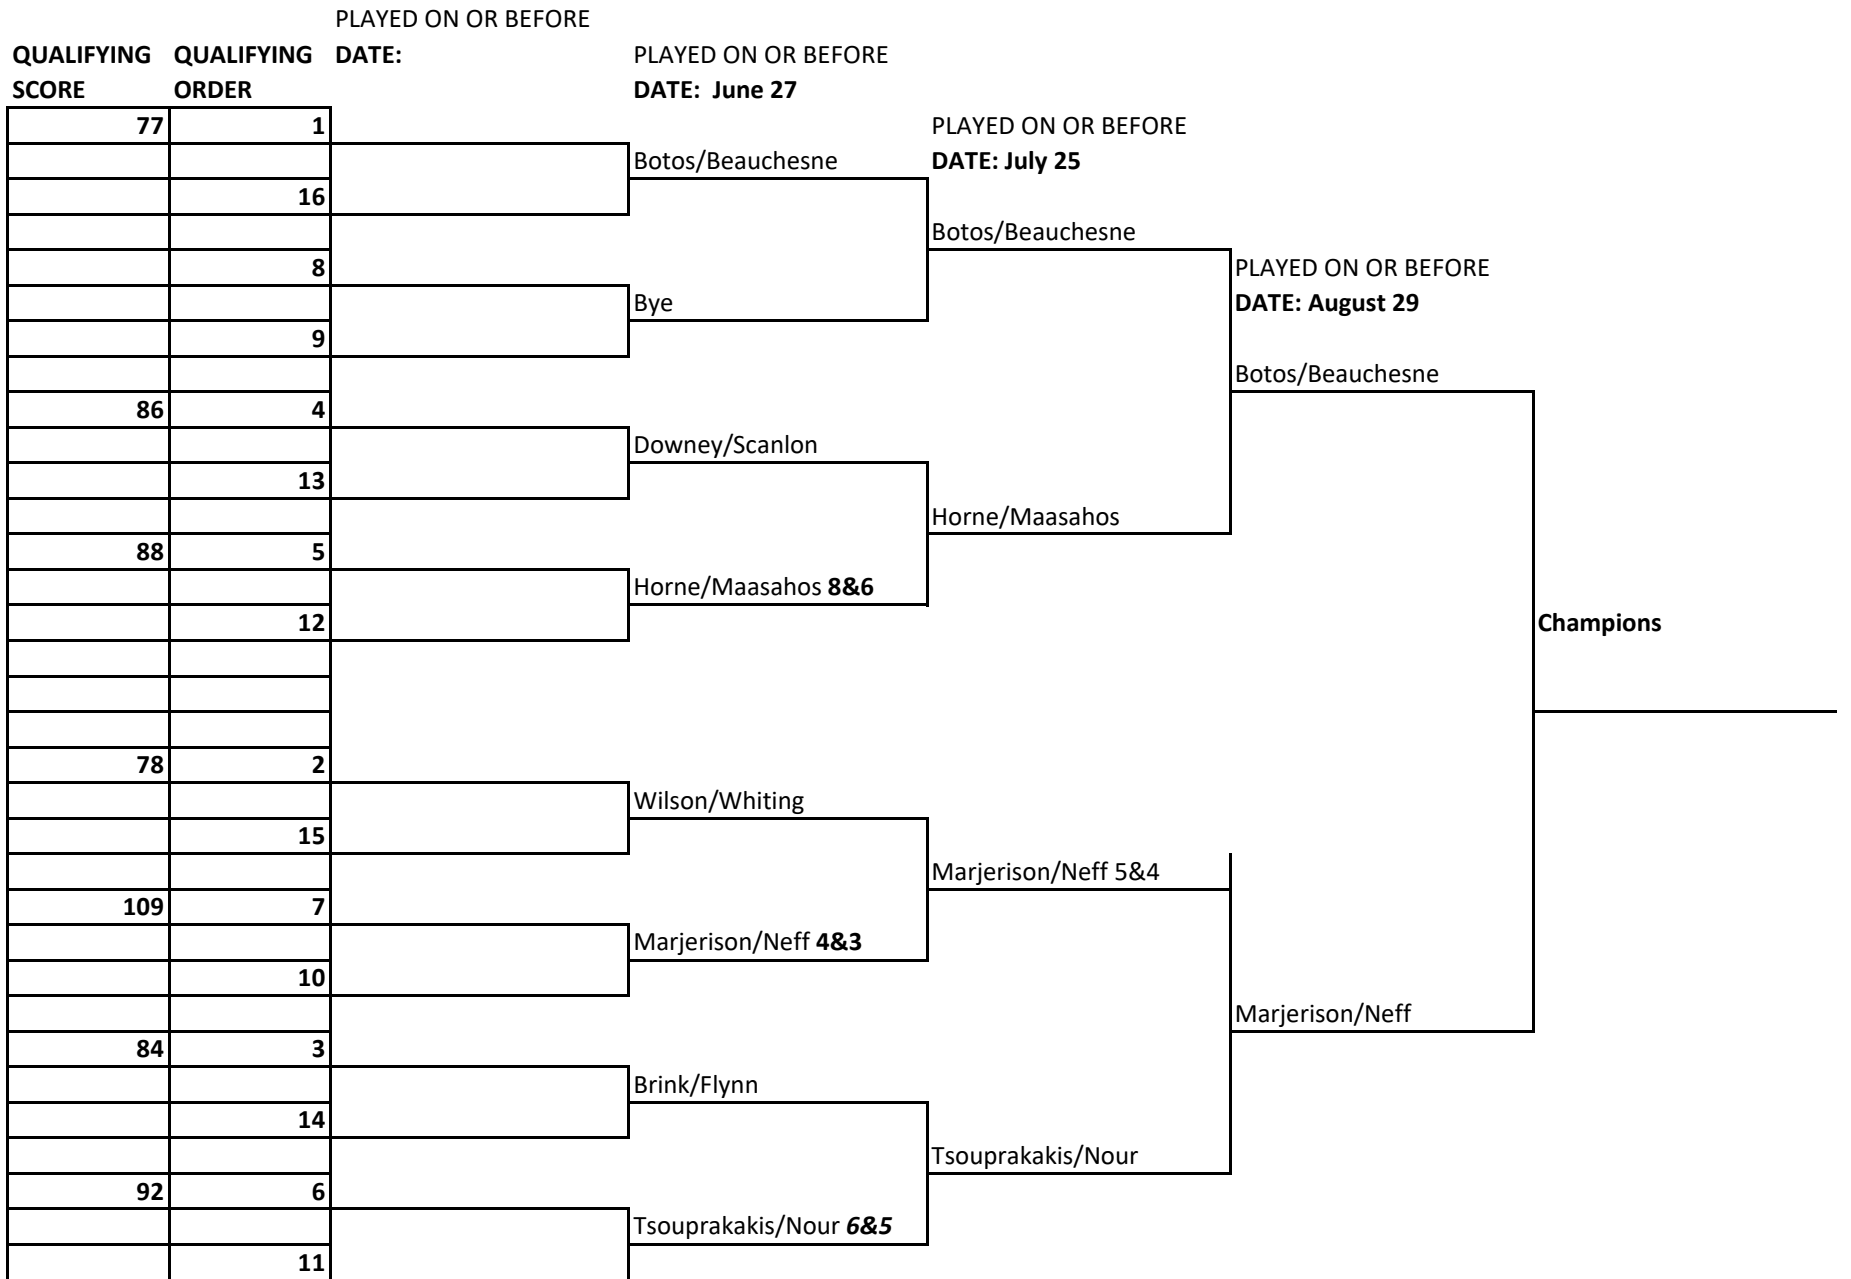 PLAYED ON OR BEFORE
QUALIFYING QUALIFYING DATE: PLAYED ON OR BEFORE
SCORE ORDER DATE: June 27
77 1 PLAYED ON OR BEFORE
Botos/Beauchesne DATE: July 25
16
Botos/Beauchesne
8 PLAYED ON OR BEFORE
Bye DATE: August 29
9
Botos/Beauchesne
86 4
Downey/Scanlon
13
Horne/Maasahos
88 5
Horne/Maasahos 8&6
12 Champions
78 2
Wilson/Whiting
15
Marjerison/Neff 5&4
109 7
Marjerison/Neff 4&3
10
Marjerison/Neff
84 3
Brink/Flynn
14
Tsouprakakis/Nour
92 6
Tsouprakakis/Nour 6&5
11